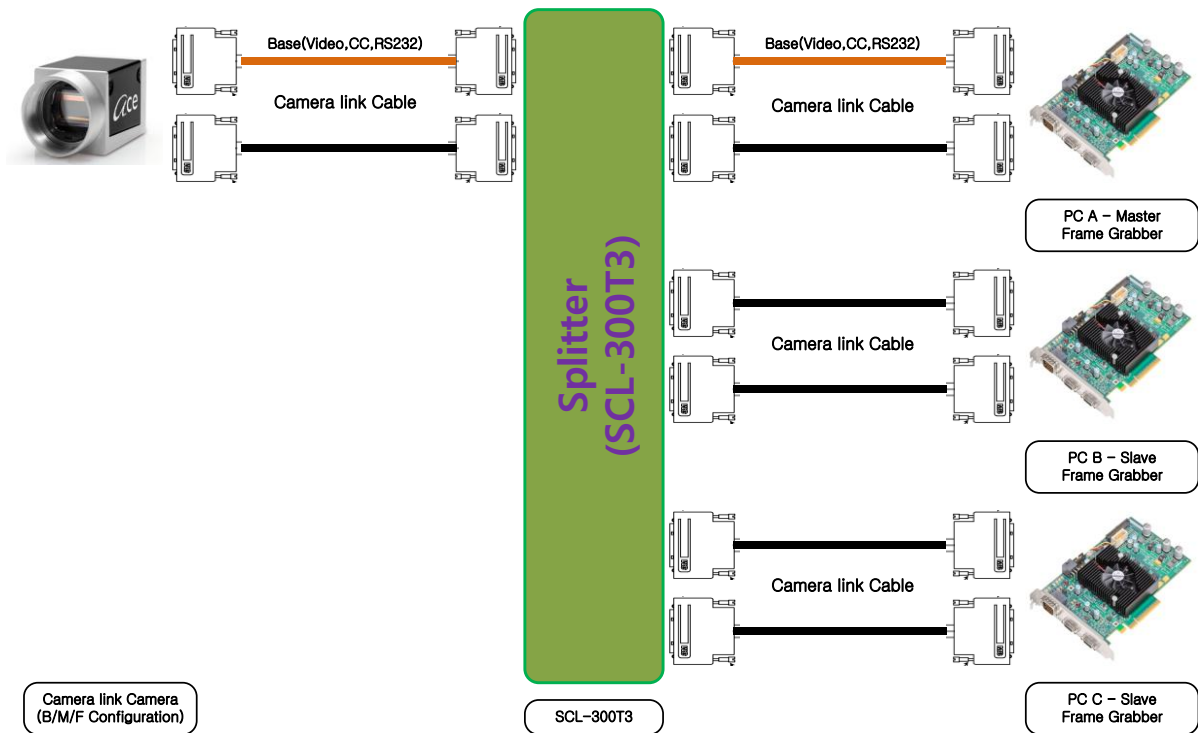 Base(Video,CC,RS232)
Camera link Cable
Base(Video,CC,RS232)
Camera link Cable
ace
PC A - Master
Frame Grabber
Splitter
(SCL-300T3)
Camera link Cable
PC B - Slave
Frame Grabber
Camera link Cable
Camera link Camera
(B/M/F Configuration)
SCL-300T3
PC C - Slave
Frame Grabber